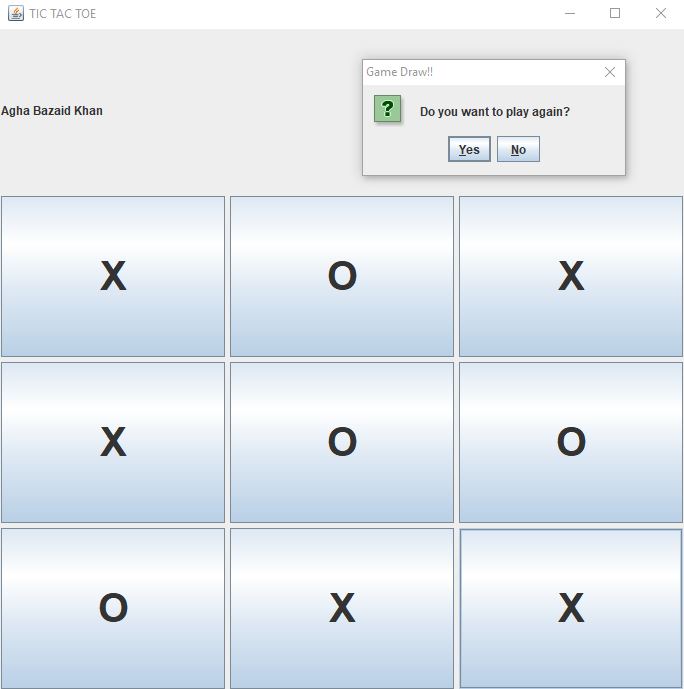 TIC TAC TOE
Game Draw!!
Agha Bazaid Khan
Do you want to play again?
Yes No
X O X
X O O
O X X